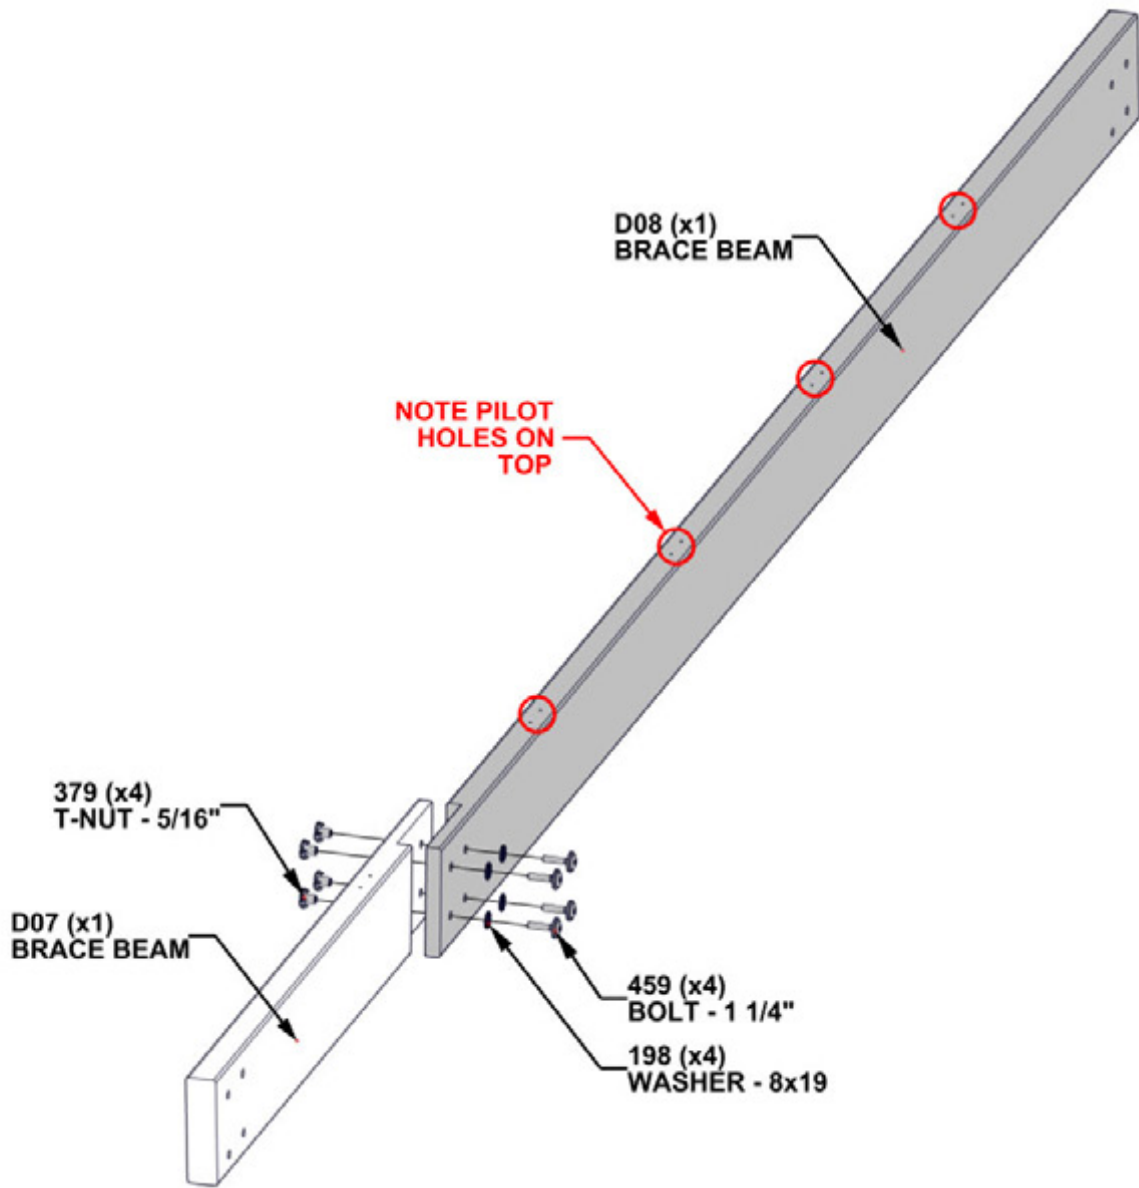 D08 (x1)
BRACE BEAM
NOTE PILOT
HOLES ON
TOP
379 (x4)
T-NUT - 5/16"
D07 (x1)
BRACE BEAM
459 (x4)
BOLT - 1 1/4"
198 (x4)
WASHER - 8x19